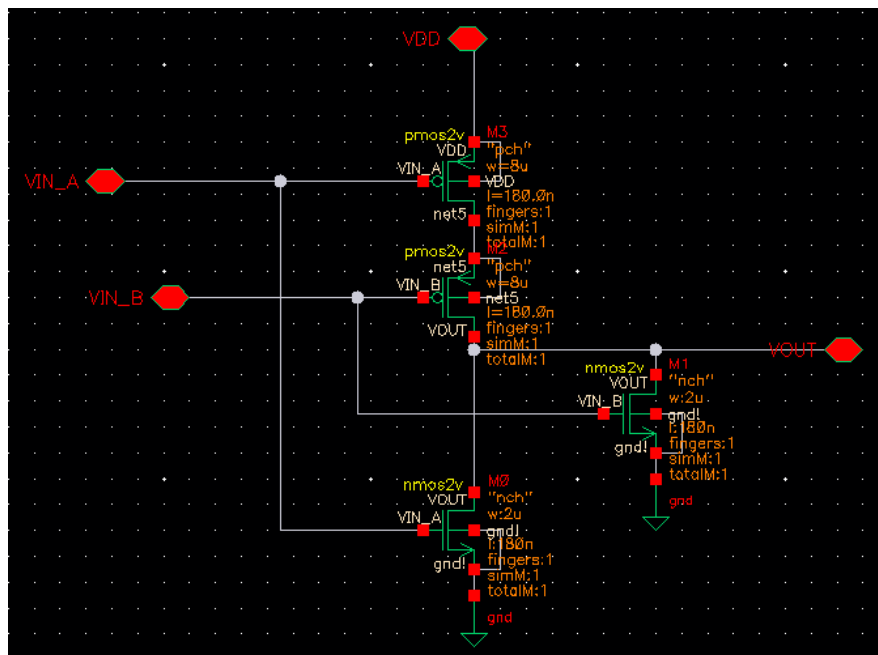 VDD
pmos2v
M3
VDD
"pch"
VIN_A
w=8u
VIN_A
VDD
l=180.0n
net5
fingers:1
simM:1
totalM:1
pmos2v
M2
net5
"pch"
VIN_B
w=8u
VIN_B
net5
l=180.0n
VOUT
fingers:1
simM:1
totalM:1
VOUT
nmos2v
M1
VOUT
"nch"
VIN_B
w:2u
gnd!
l:180n
gnd!
fingers:1
simM:1
totalM:1
gnd
nmos2v
M0
VOUT
"nch"
VIN_A
w:2u
gnd!
l:180n
gnd!
fingers:1
simM:1
totalM:1
gnd